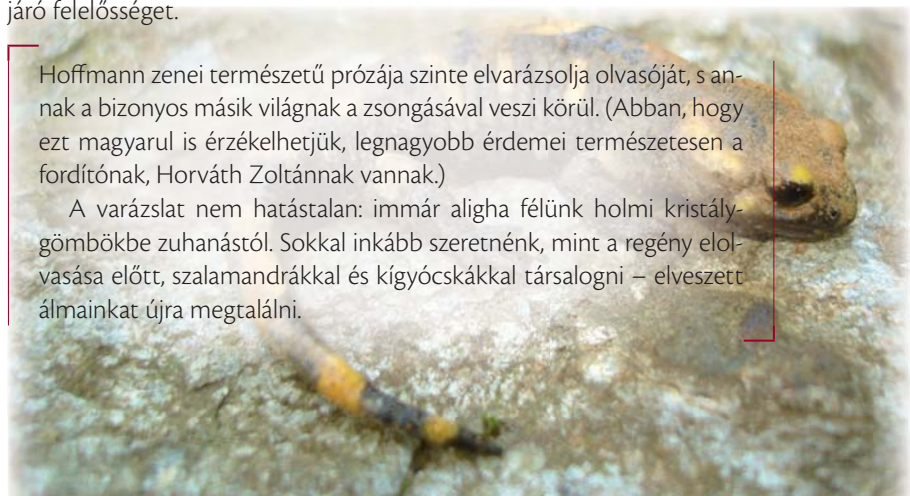 járó felelősséget.
Hoffmann zenei természetű prózája szinte elvarázsolja olvasóját, s an-
nak a bizonyos másik világnak a zsongásával veszi körül. (Abban, hogy
ezt magyarul is érzékelhetjük, legnagyobb érdemei természetesen a
fordítónak, Horváth Zoltánnak vannak.)
A varázslat nem hatástalan: immár aligha félünk holmi kristály-
gömbökbe zuhanástól. Sokkal inkább szeretnénk, mint a regény elol-
vasása előtt, szalamandrákkal és kígyócskákkal társalogni – elveszett
álmainkat újra megtalálni.